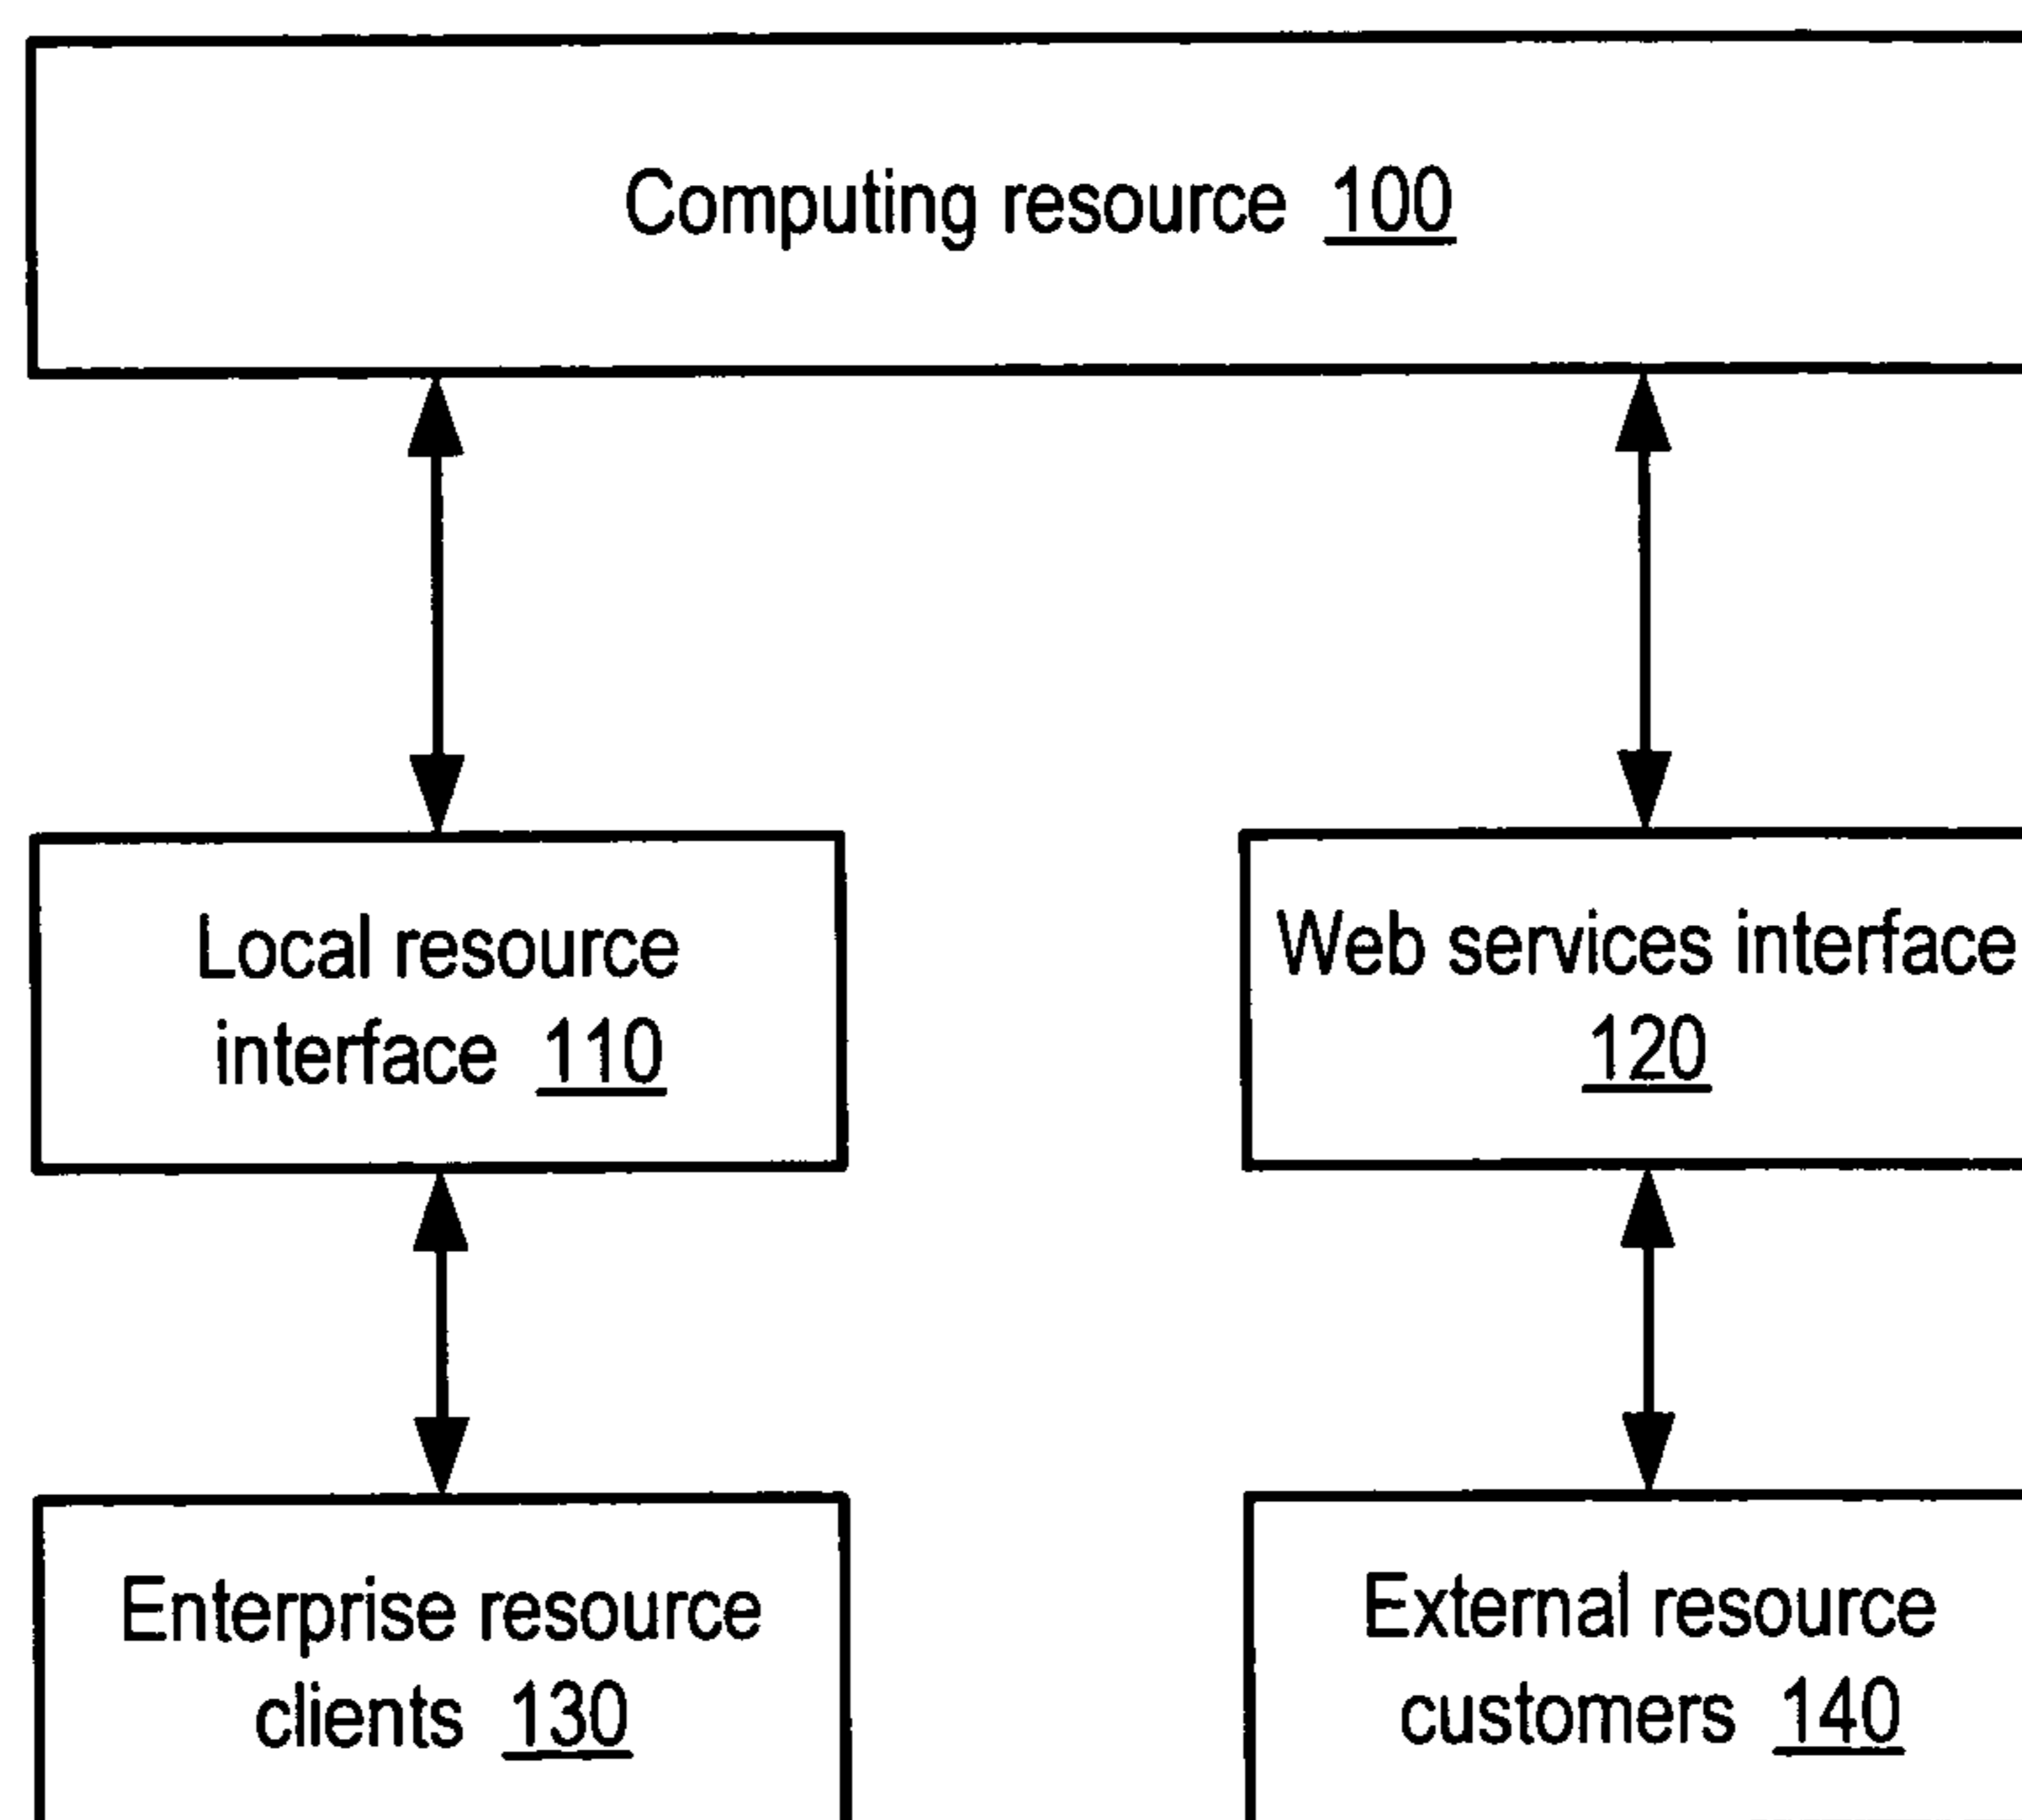 Computing resource 100
Local resource
interface 110
Web services interface
120
Enterprise resource
clients 130
External resource
customers 140